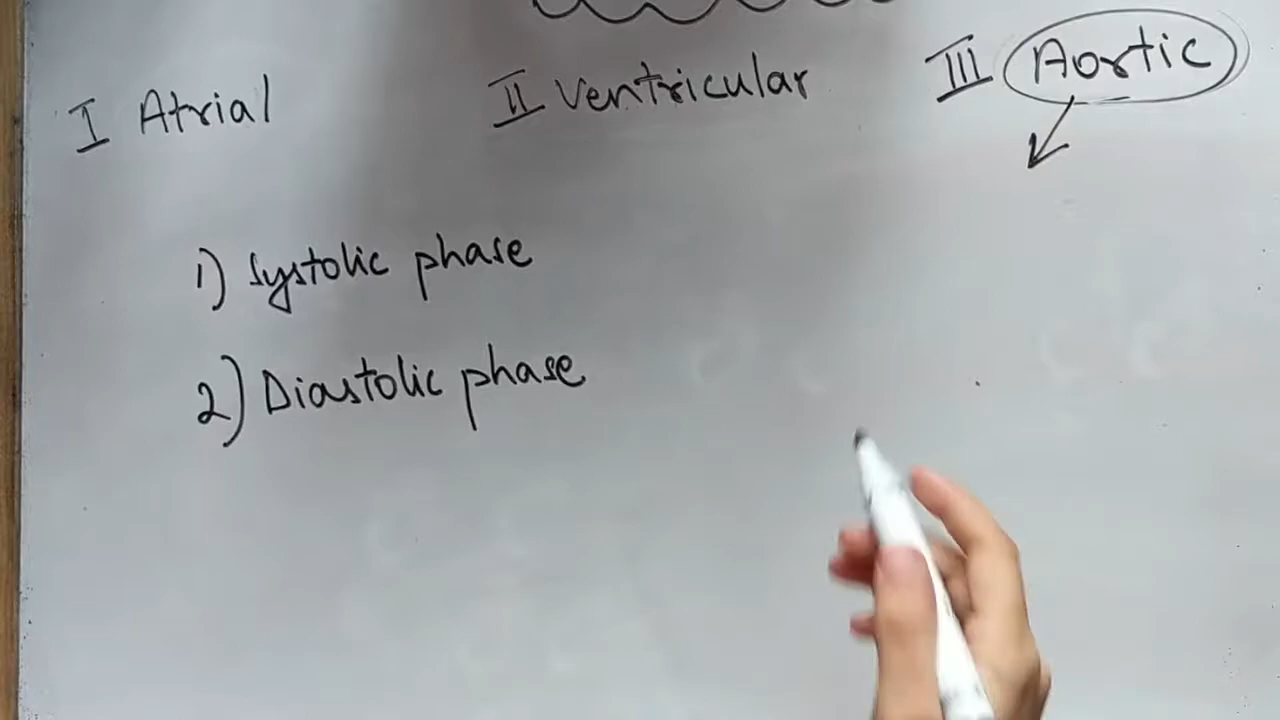 I Atrial II Ventricular III Aortic
1) Systolic phase
2) Diastolic phase